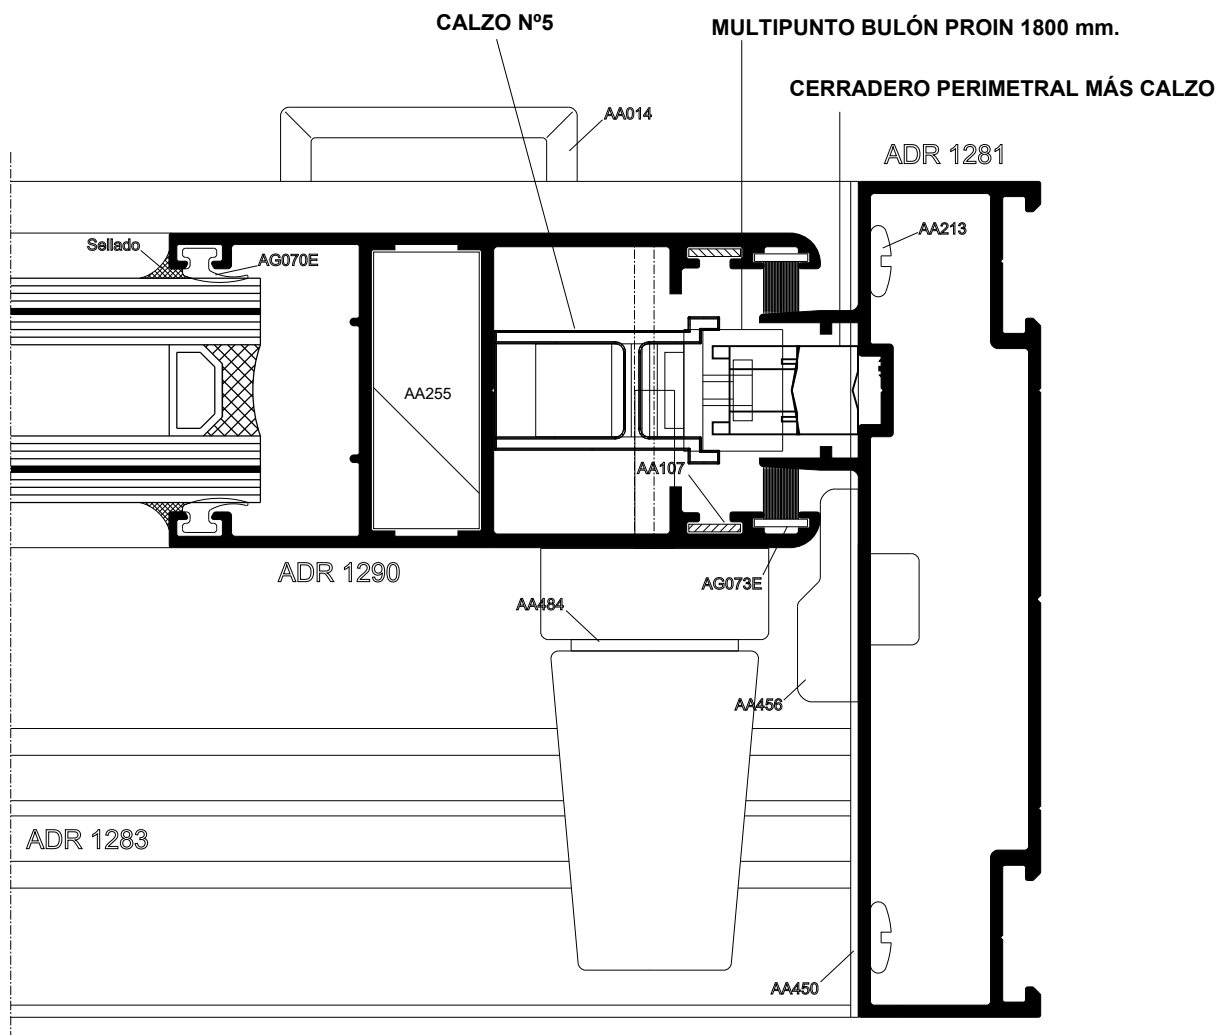 CALZO Nº5
MULTIPUNTO BULÓN PROIN 1800 mm.
CERRADERO PERIMETRAL MÁS CALZO
AA014
ADR 1281
AA213
Sellado
AG070E
AA255
AA107
ADR 1290
AG073E
AA484
AA456
ADR 1283
AA450